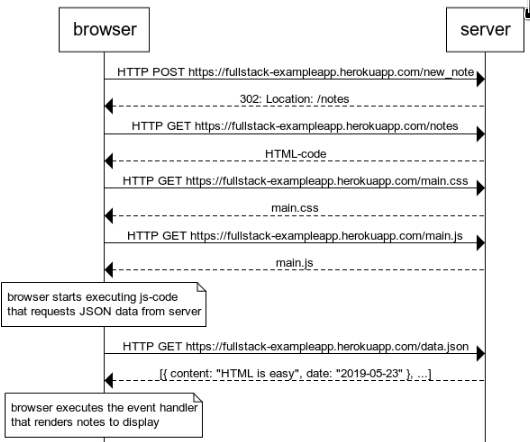 browser
server
HTTP POST https://fullstack-exampleapp.herokuapp.com/new_note
302: Location: /notes
HTTP GET https://fullstack-exampleapp.herokuapp.com/notes
HTML-code
HTTP GET https://fullstack-exampleapp.herokuapp.com/main.css
main.css
HTTP GET https://fullstack-exampleapp.herokuapp.com/main.js
main.js
browser starts executing js-code
that requests JSON data from server
HTTP GET https://fullstack-exampleapp.herokuapp.com/data.json
[{ content: "HTML is easy", date: "2019-05-23" }, ...]
browser executes the event handler
that renders notes to display